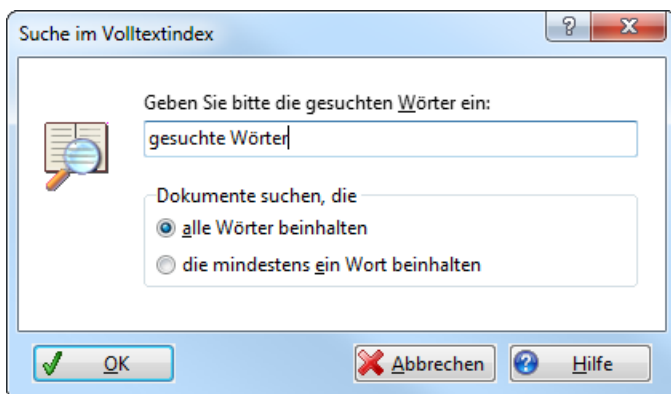 Suche im Volltextindex
Geben Sie bitte die gesuchten Wörter ein:
gesuchte Wörter
Dokumente suchen, die
alle Wörter beinhalten
die mindestens ein Wort beinhalten
OK Abbrechen Hilfe